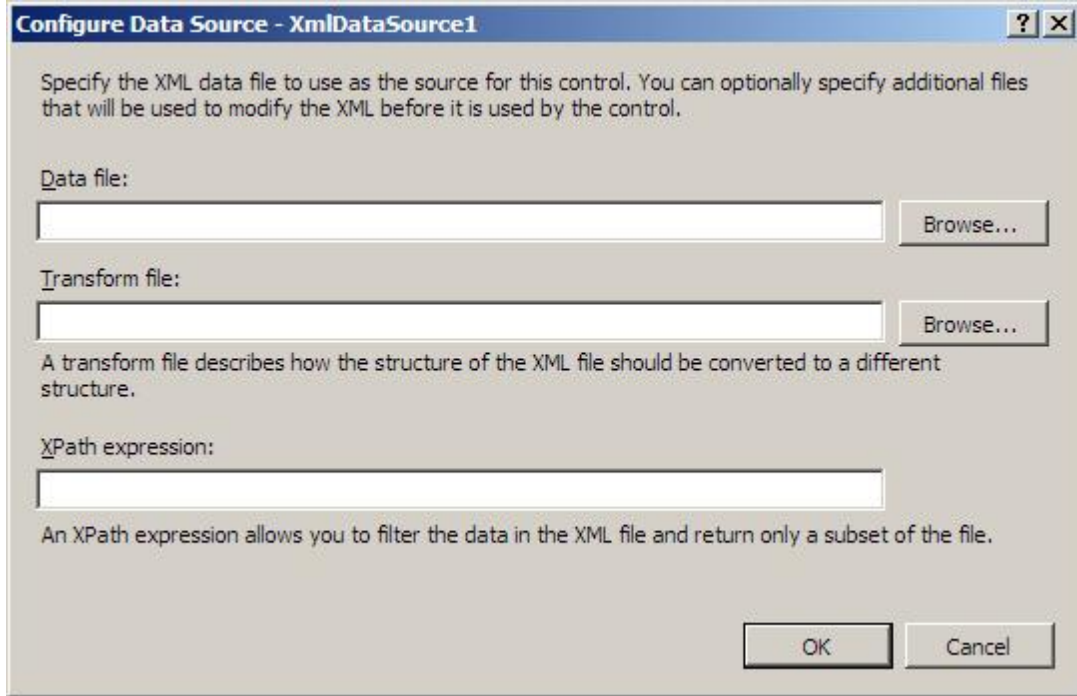 Configure Data Source - XmlDataSource1
Specify the XML data file to use as the source for this control. You can optionally specify additional files
that will be used to modify the XML before it is used by the control.
Data file:
Browse...
Transform file:
Browse...
A transform file describes how the structure of the XML file should be converted to a different
structure.
XPath expression:
An XPath expression allows you to filter the data in the XML file and return only a subset of the file.
OK Cancel